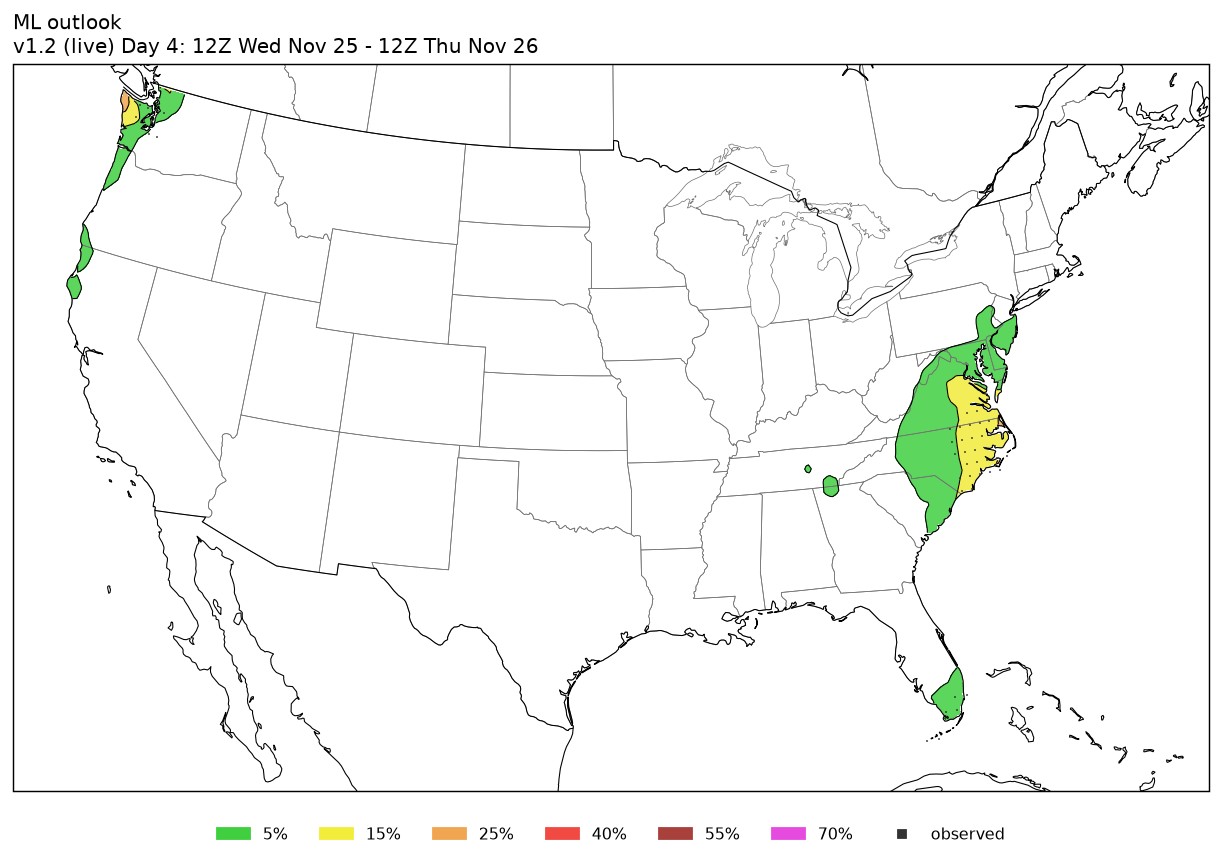 ML outlook
v1.2 (live) Day 4: 12Z Wed Nov 25 - 12Z Thu Nov 26
5% 15% 25% 40% 55% 70% observed